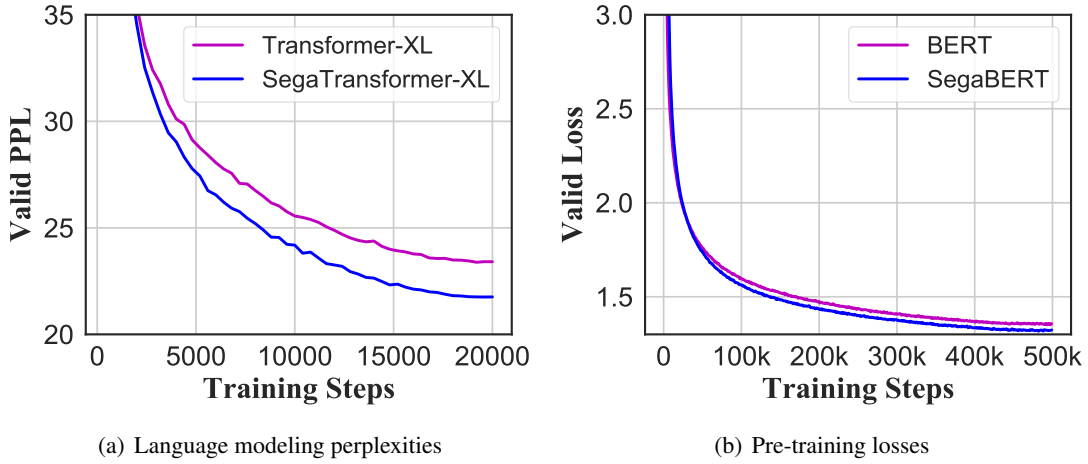 35
30
25
20
Valid PPL
Transformer-XL
SegaTransformer-XL
0 5000 10000 15000 20000
Training Steps
(a) Language modeling perplexities
3.0
2.5
2.0
1.5
Valid Loss
BERT
SegaBERT
0 100k 200k 300k 400k 500k
Training Steps
(b) Pre-training losses